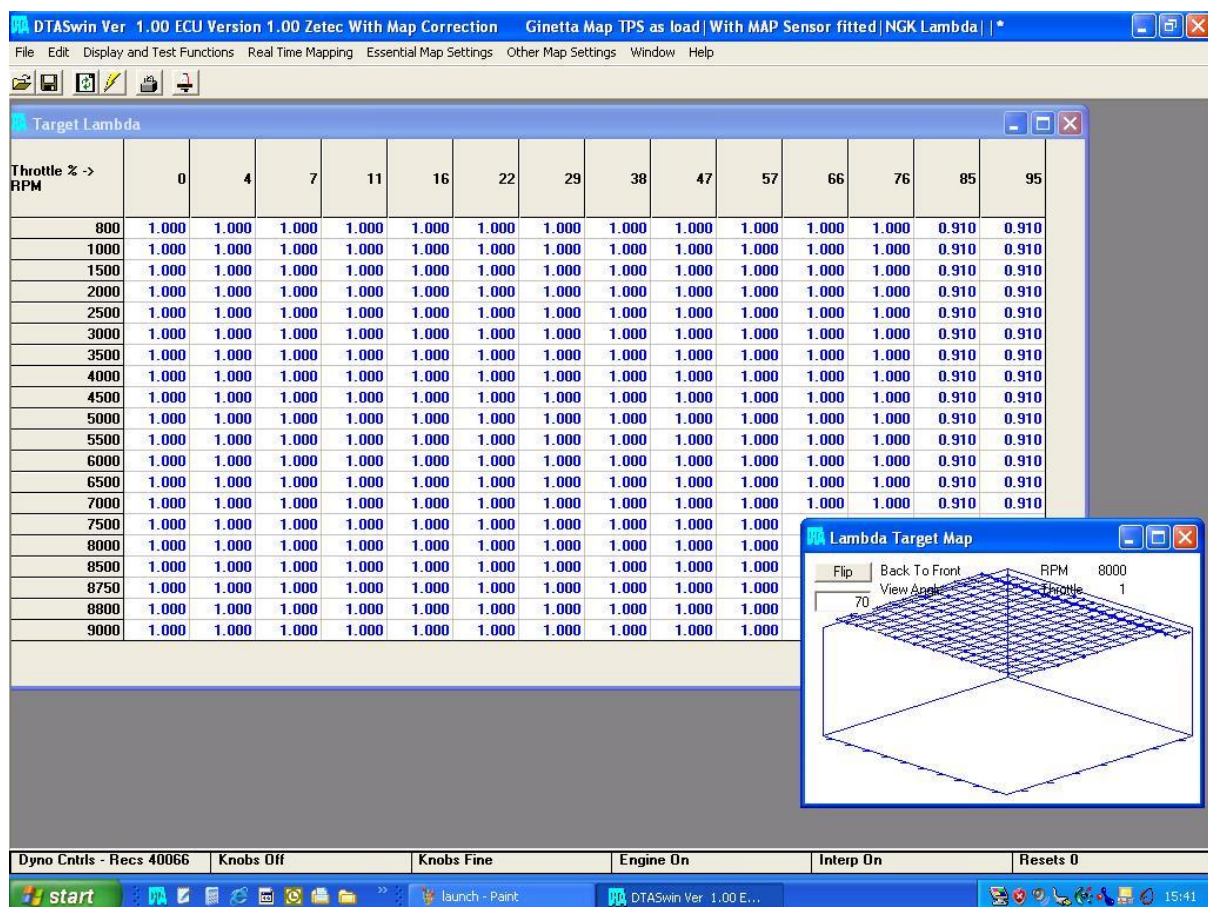 DTASwin Ver 1.00 ECU Version 1.00 Zetec With Map Correction Ginetta Map TPS as load|With MAP Sensor fitted|NGK Lambda||*
File Edit Display and Test Functions Real Time Mapping Essential Map Settings Other Map Settings Window Help
Target Lambda
Throttle % ->
RPM 0 4 7 11 16 22 29 38 47 57 66 76 85 95
800 1.000 1.000 1.000 1.000 1.000 1.000 1.000 1.000 1.000 1.000 1.000 1.000 0.910 0.910
1000 1.000 1.000 1.000 1.000 1.000 1.000 1.000 1.000 1.000 1.000 1.000 1.000 0.910 0.910
1500 1.000 1.000 1.000 1.000 1.000 1.000 1.000 1.000 1.000 1.000 1.000 1.000 0.910 0.910
2000 1.000 1.000 1.000 1.000 1.000 1.000 1.000 1.000 1.000 1.000 1.000 1.000 0.910 0.910
2500 1.000 1.000 1.000 1.000 1.000 1.000 1.000 1.000 1.000 1.000 1.000 1.000 0.910 0.910
3000 1.000 1.000 1.000 1.000 1.000 1.000 1.000 1.000 1.000 1.000 1.000 1.000 0.910 0.910
3500 1.000 1.000 1.000 1.000 1.000 1.000 1.000 1.000 1.000 1.000 1.000 1.000 0.910 0.910
4000 1.000 1.000 1.000 1.000 1.000 1.000 1.000 1.000 1.000 1.000 1.000 1.000 0.910 0.910
4500 1.000 1.000 1.000 1.000 1.000 1.000 1.000 1.000 1.000 1.000 1.000 1.000 0.910 0.910
5000 1.000 1.000 1.000 1.000 1.000 1.000 1.000 1.000 1.000 1.000 1.000 1.000 0.910 0.910
5500 1.000 1.000 1.000 1.000 1.000 1.000 1.000 1.000 1.000 1.000 1.000 1.000 0.910 0.910
6000 1.000 1.000 1.000 1.000 1.000 1.000 1.000 1.000 1.000 1.000 1.000 1.000 0.910 0.910
6500 1.000 1.000 1.000 1.000 1.000 1.000 1.000 1.000 1.000 1.000 1.000 1.000 0.910 0.910
7000 1.000 1.000 1.000 1.000 1.000 1.000 1.000 1.000 1.000 1.000 1.000 1.000 0.910 0.910
7500 1.000 1.000 1.000 1.000 1.000 1.000 1.000 1.000 1.000 1.000
8000 1.000 1.000 1.000 1.000 1.000 1.000 1.000 1.000 1.000 1.000
8500 1.000 1.000 1.000 1.000 1.000 1.000 1.000 1.000 1.000 1.000
8750 1.000 1.000 1.000 1.000 1.000 1.000 1.000 1.000 1.000 1.000
8800 1.000 1.000 1.000 1.000 1.000 1.000 1.000 1.000 1.000 1.000
9000 1.000 1.000 1.000 1.000 1.000 1.000 1.000 1.000 1.000 1.000
Lambda Target Map
Flip Back To Front RPM 8000
70 View Angle Throttle 1
Dyno Cntrls - Recs 40066 Knobs Off Knobs Fine Engine On Interp On Resets 0
start launch - Paint DTASwin Ver 1.00 E... 15:41